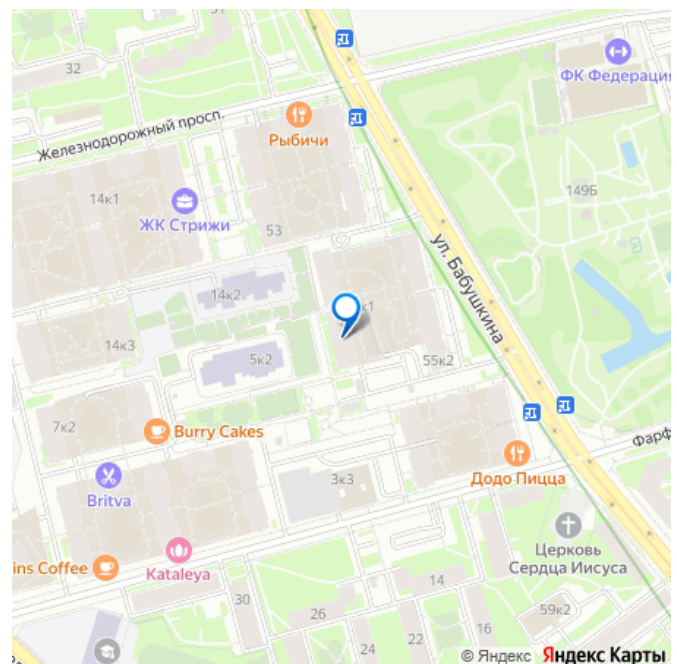 51
32
ФК Федерация
Железнодорожный просп.
Рыбичи
149Б
14к1
ЖК Стрижи
53
ул. Бабушкина
14к2
к1
14к3
5к2
55к2
7к2
Burry Cakes
Фарф
Додо Пицца
3к3
Britva
Церковь
Сердца Иисуса
ins Coffee
Kataleya
14
30
26
59к2
16
22
24
© Яндекс Яндекс Карты